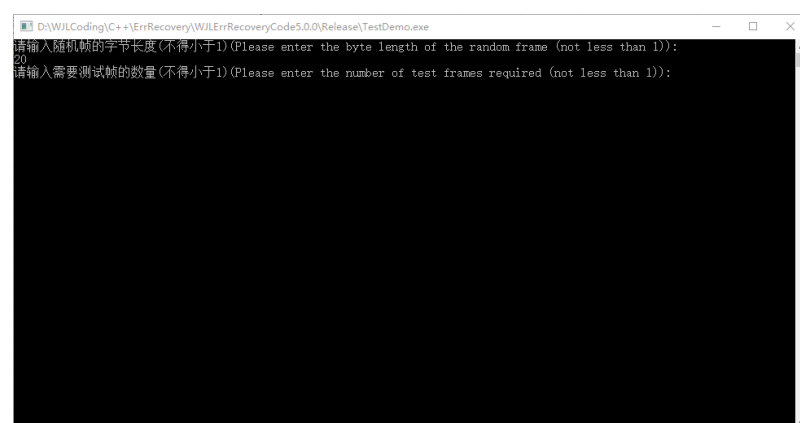 D:\WJLCoding\C++\ErrRecovery\WJLErrRecoveryCode5.0.0\Release\TestDemo.exe
请输入随机帧的字节长度(不得小于1)(Please enter the byte length of the random frame (not less than 1)):
20
请输入需要测试帧的数量(不得小于1)(Please enter the number of test frames required (not less than 1)):